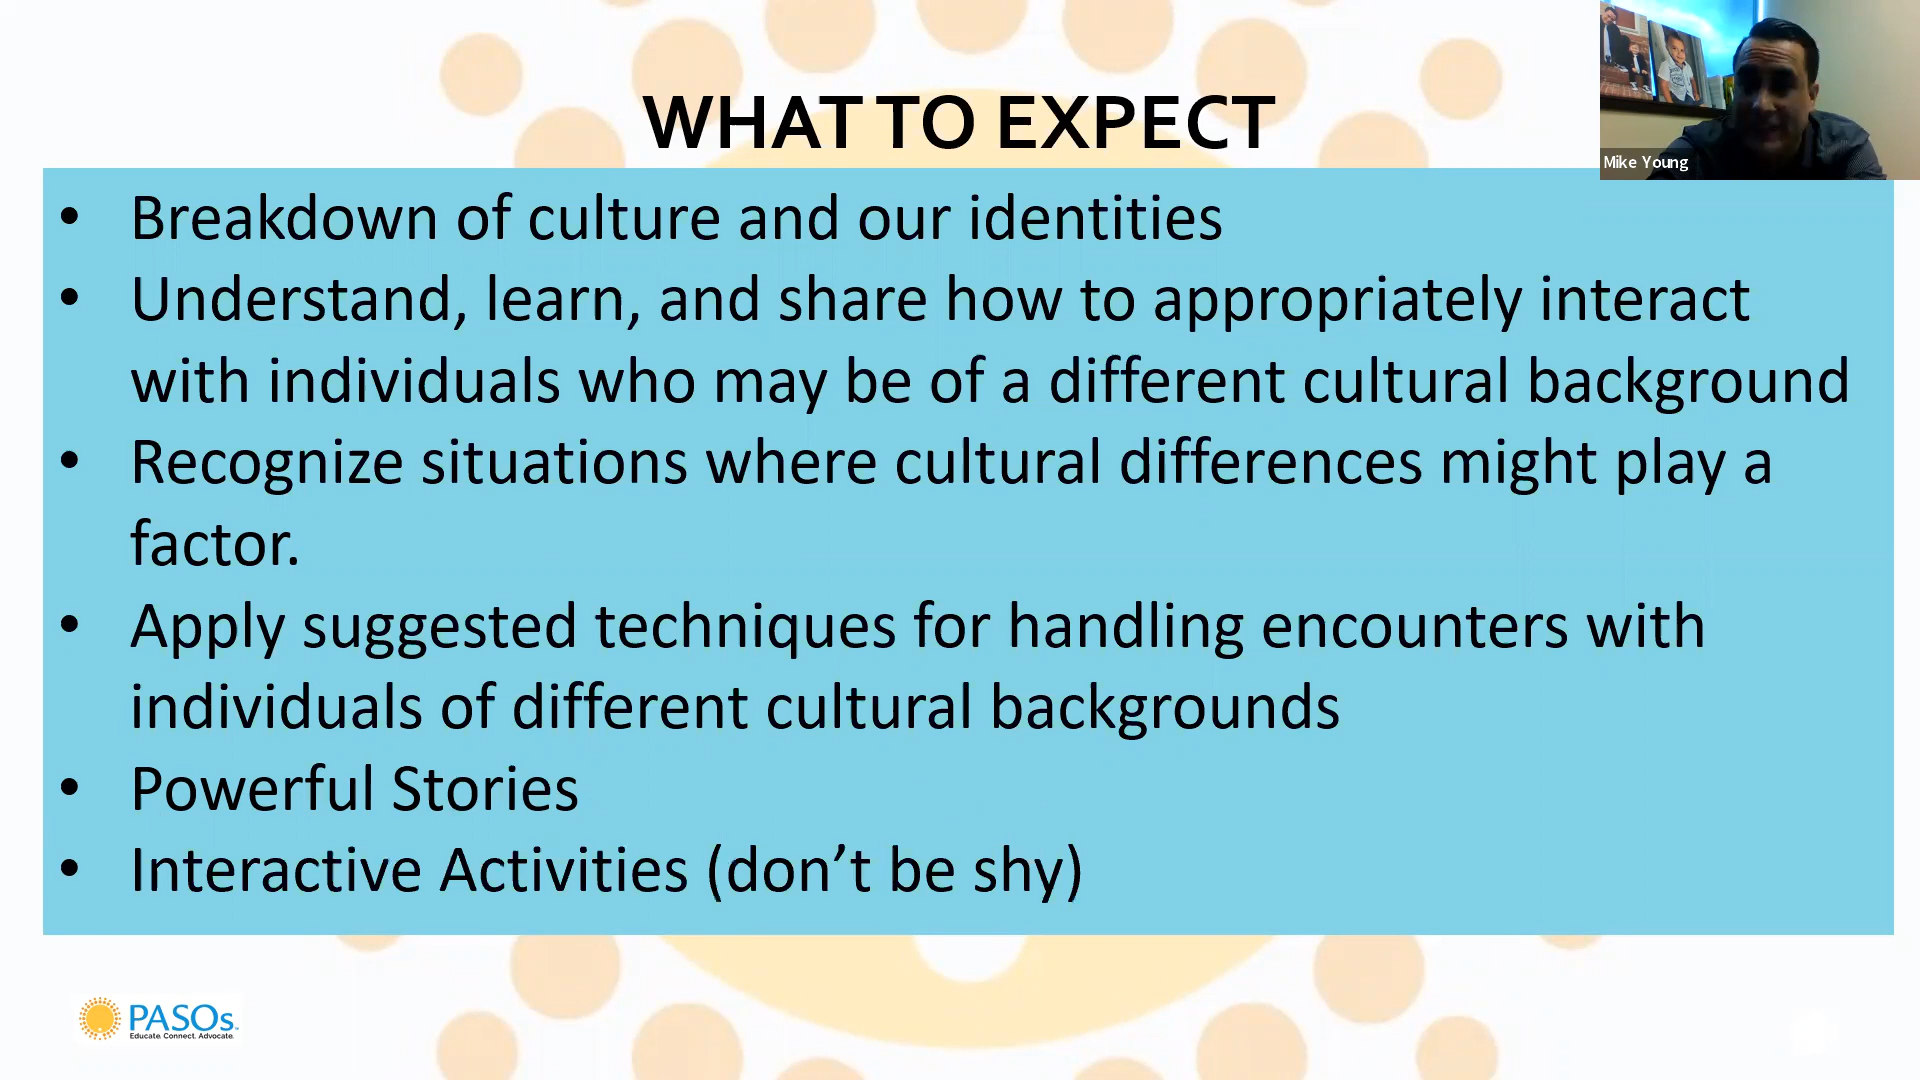 WHAT TO EXPECT
Mike Young
• Breakdown of culture and our identities
• Understand, learn, and share how to appropriately interact
with individuals who may be of a different cultural background
• Recognize situations where cultural differences might play a
factor.
• Apply suggested techniques for handling encounters with
individuals of different cultural backgrounds
• Powerful Stories
• Interactive Activities (don’t be shy)
PASOs
Educate. Connect. Advocate.